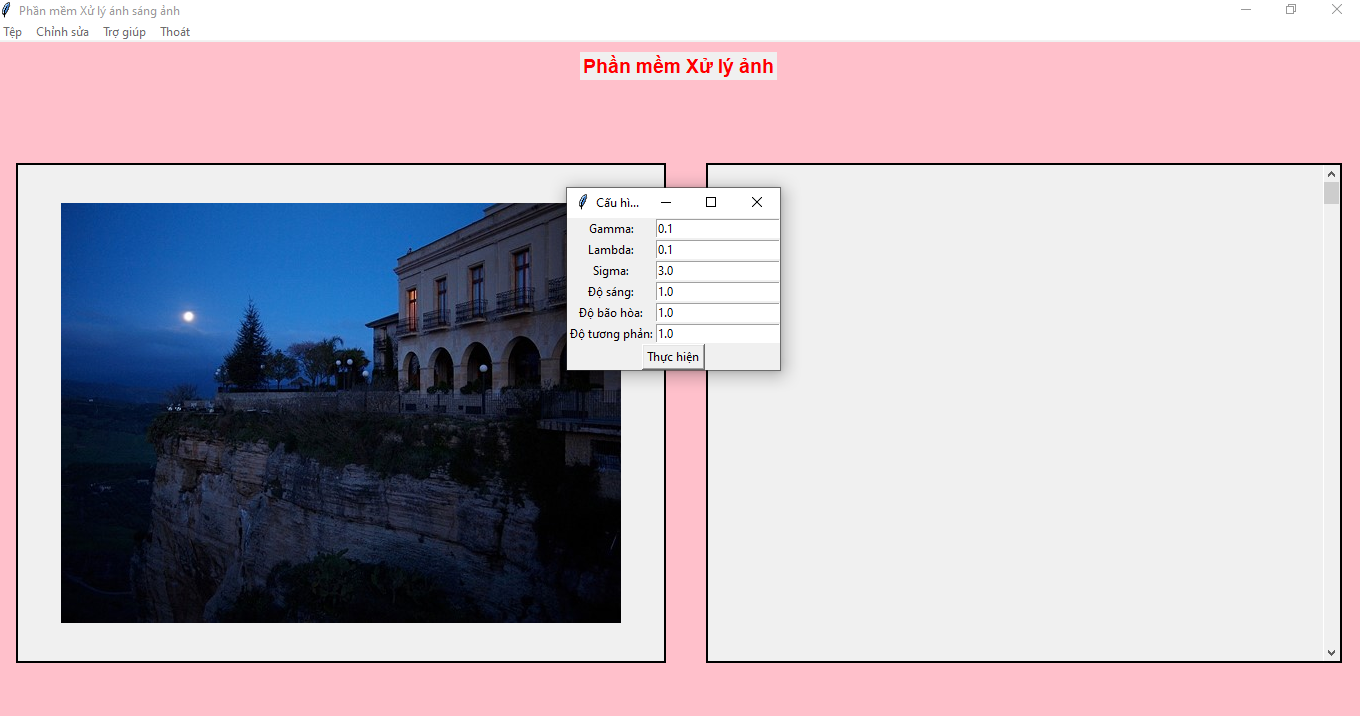 Phần mềm Xử lý ánh sáng ảnh
Tệp Chỉnh sửa Trợ giúp Thoát
Phần mềm Xử lý ảnh
Cấu hì...
Gamma: 0.1
Lambda: 0.1
Sigma: 3.0
Độ sáng: 1.0
Độ bão hòa: 1.0
Độ tương phản: 1.0
Thực hiện